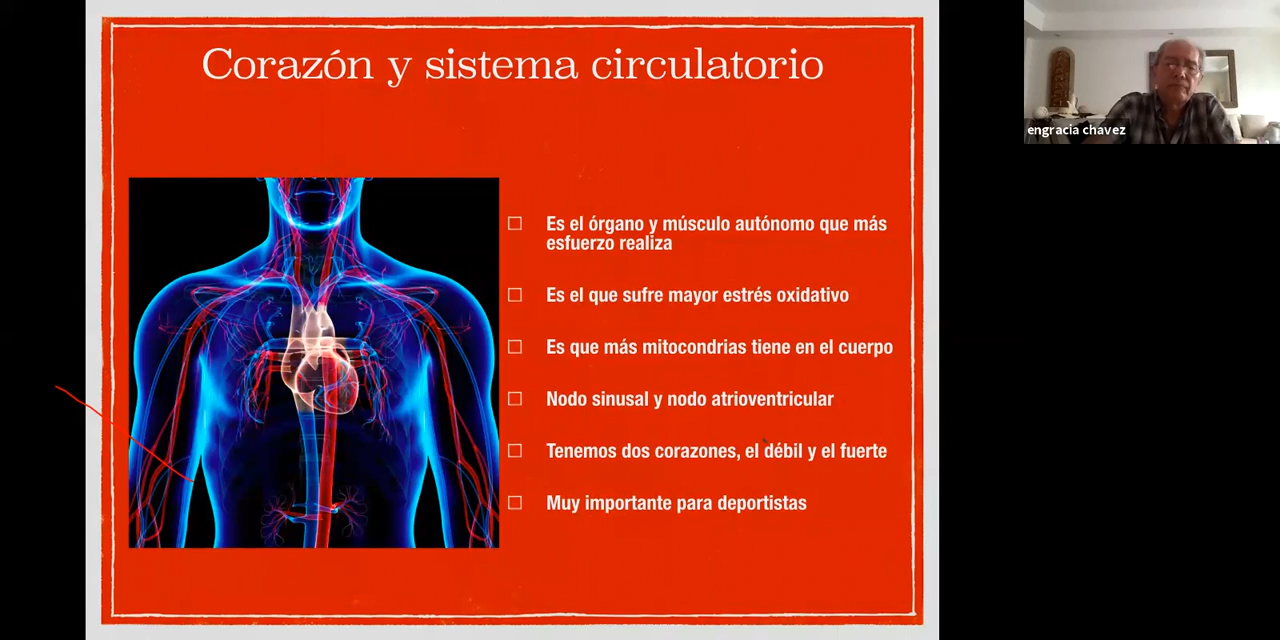 Corazón y sistema circulatorio
Es el órgano y músculo autónomo que más
esfuerzo realiza
Es el que sufre mayor estrés oxidativo
Es que más mitocondrias tiene en el cuerpo
Nodo sinusal y nodo atrioventricular
Tenemos dos corazones, el débil y el fuerte
Muy importante para deportistas
engracia chavez